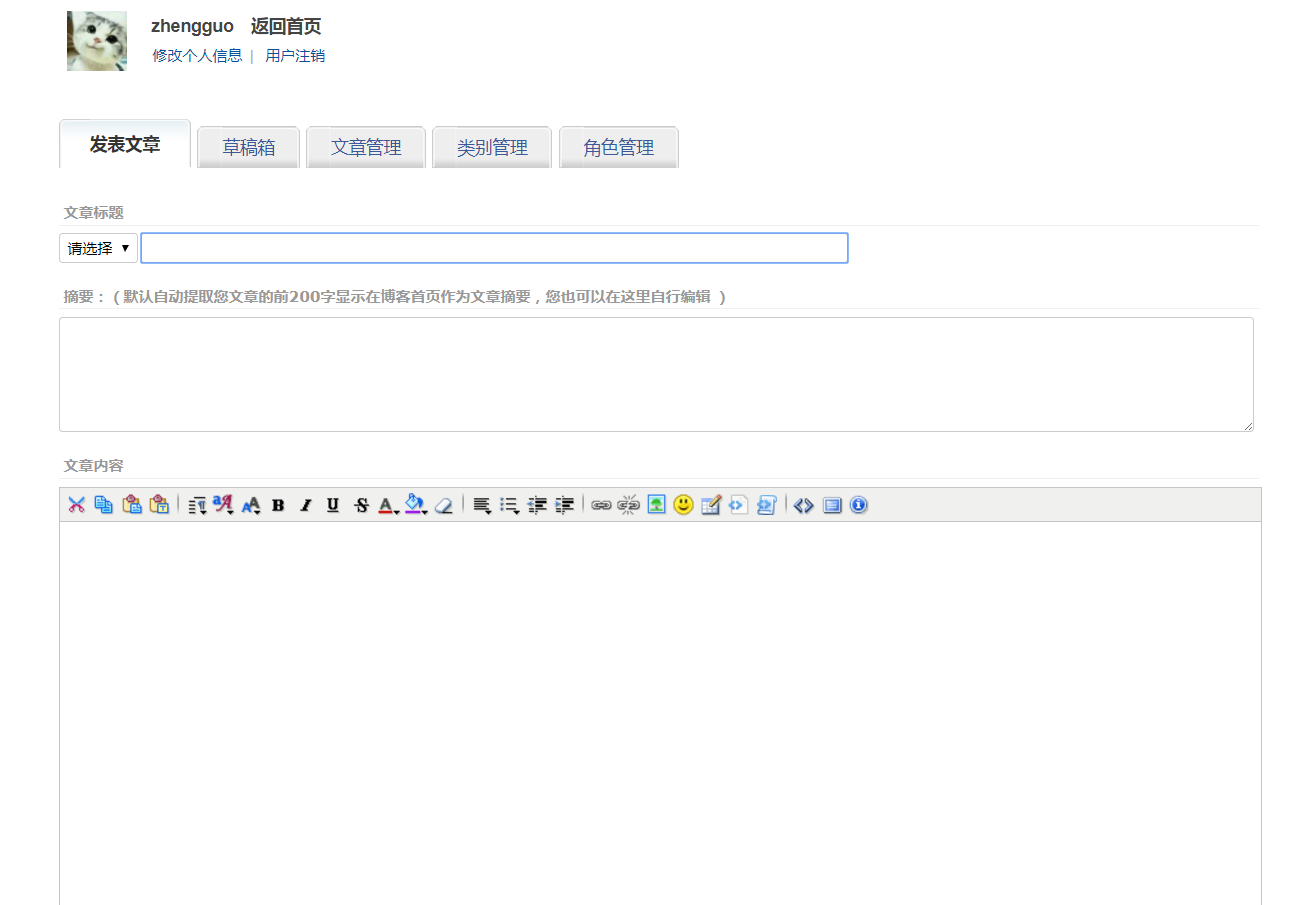 zhengguo 返回首页
修改个人信息 | 用户注销
发表文章 草稿箱 文章管理 类别管理 角色管理
文章标题
请选择
摘要：（默认自动提取您文章的前200字显示在博客首页作为文章摘要，您也可以在这里自行编辑 ）
文章内容